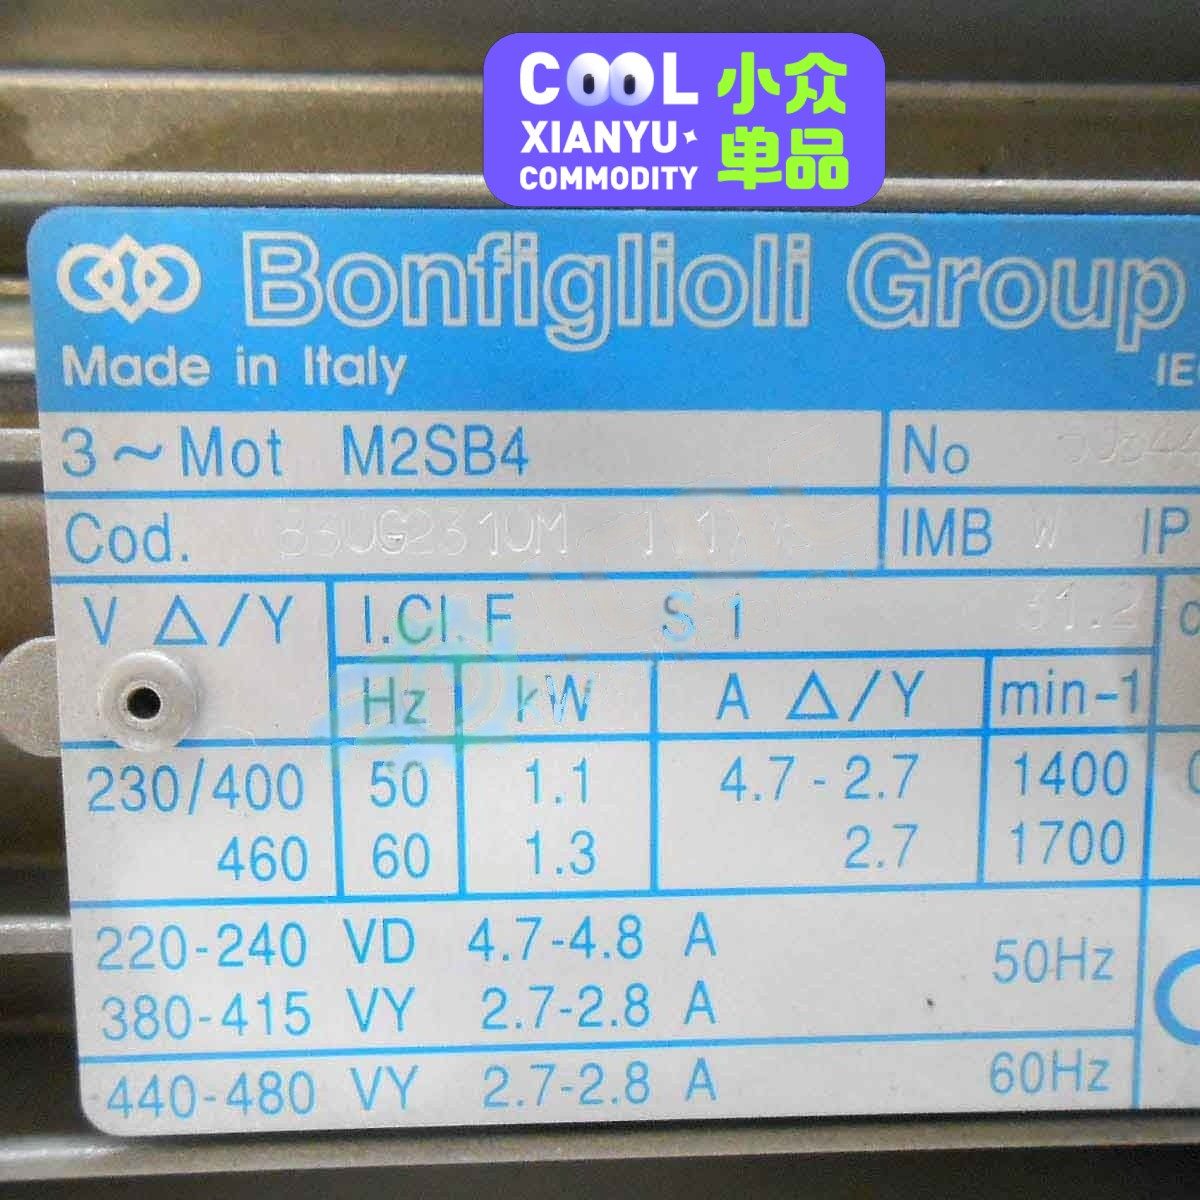 COOL 小众
XIANYU 单品
COMMODITY
Bonfiglioli Group
Made in Italy
3~Mot M2SB4 No
Cod. IMB W IP
V Δ/Y I.Cl.F S 1 31.2
Hz kW A Δ/Y min-1
230/400 50 1.1 4.7-2.7 1400
460 60 1.3 2.7 1700
220-240 VD 4.7-4.8 A 50Hz
380-415 VY 2.7-2.8 A
440-480 VY 2.7-2.8 A 60Hz